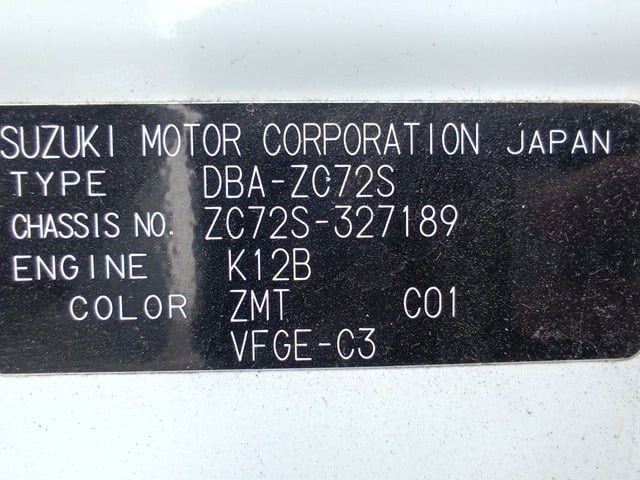 SUZUKI MOTOR CORPORATION JAPAN
TYPE DBA-ZC72S
CHASSIS NO. ZC72S-327189
ENGINE K12B
COLOR ZMT C01
VFGE-C3